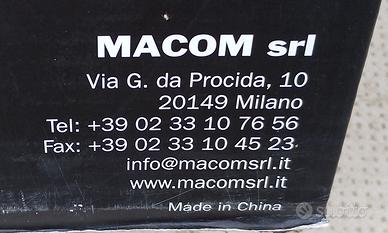 MACOM srl
Via G. da Procida, 10
20149 Milano
Tel: +39 02 33 10 76 56
Fax: +39 02 33 10 45 23
info@macomsrl.it
www.macomsrl.it
Made in China
subito